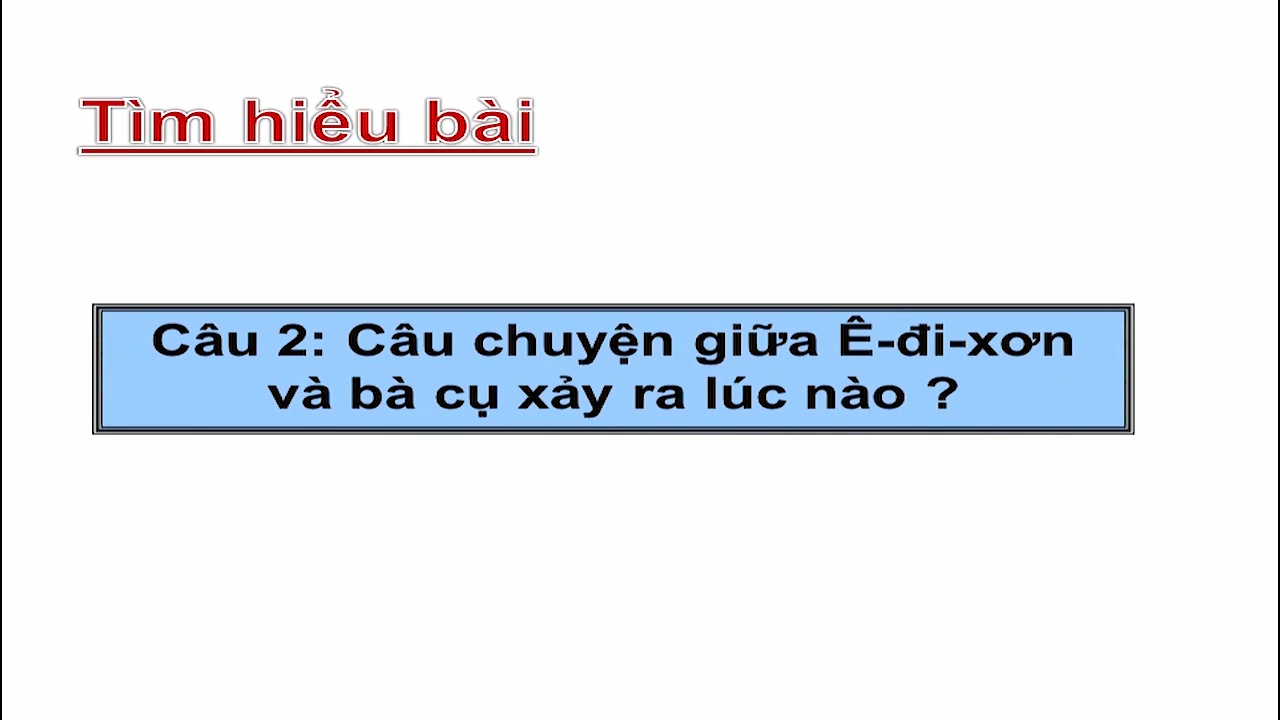 Tìm hiểu bài
Câu 2: Câu chuyện giữa Ê-đi-xơn
và bà cụ xảy ra lúc nào ?